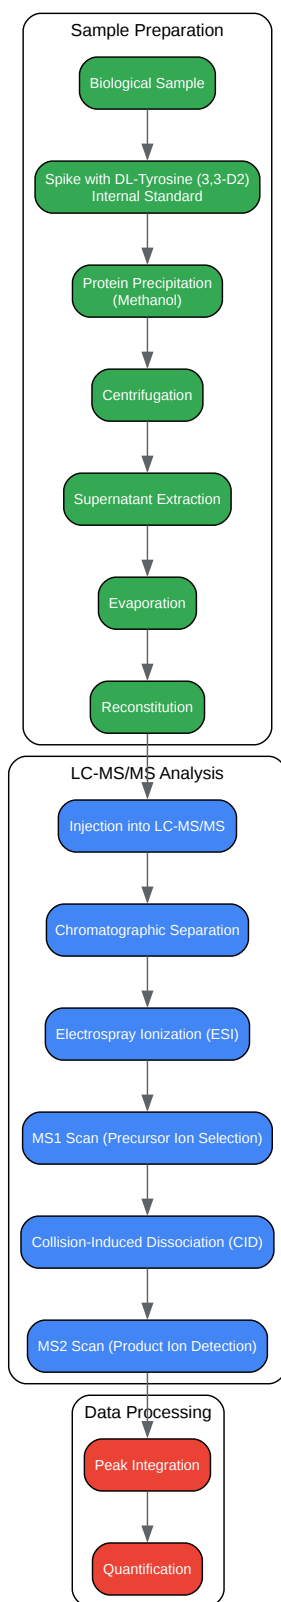 Sample Preparation
Biological Sample
Spike with DL-Tyrosine (3,3-D2)
Internal Standard
Protein Precipitation
(Methanol)
Centrifugation
Supernatant Extraction
Evaporation
Reconstitution
LC-MS/MS Analysis
Injection into LC-MS/MS
Chromatographic Separation
Electrospray Ionization (ESI)
MS1 Scan (Precursor Ion Selection)
Collision-Induced Dissociation (CID)
MS2 Scan (Product Ion Detection)
Data Processing
Peak Integration
Quantification